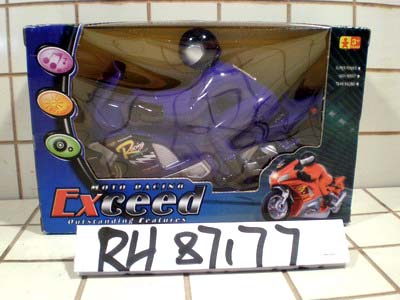 MOTO RACING
Exceed
Outstanding Features
RH 87177